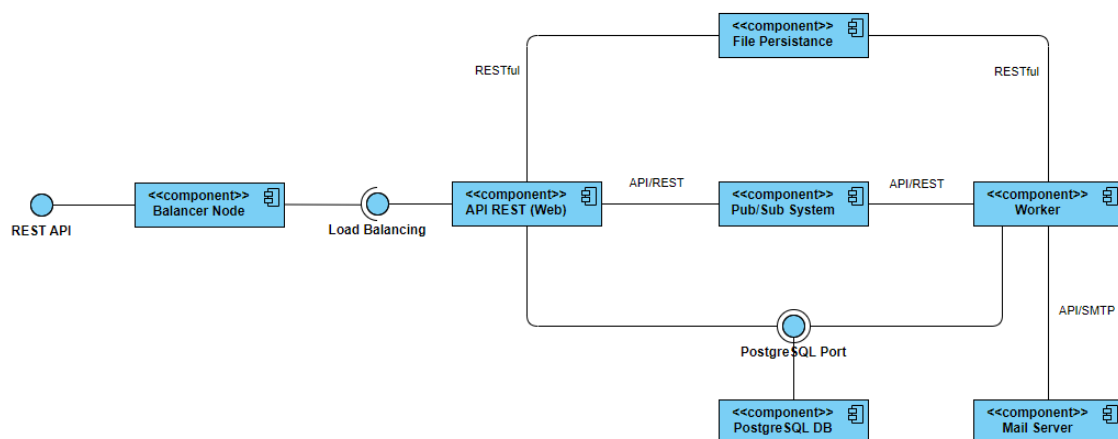 <<component>>
File Persistance
RESTful
RESTful
<<component>>
Balancer Node
<<component>>
API REST (Web)
API/REST
<<component>>
Pub/Sub System
API/REST
<<component>>
Worker
REST API
Load Balancing
API/SMTP
PostgreSQL Port
<<component>>
PostgreSQL DB
<<component>>
Mail Server